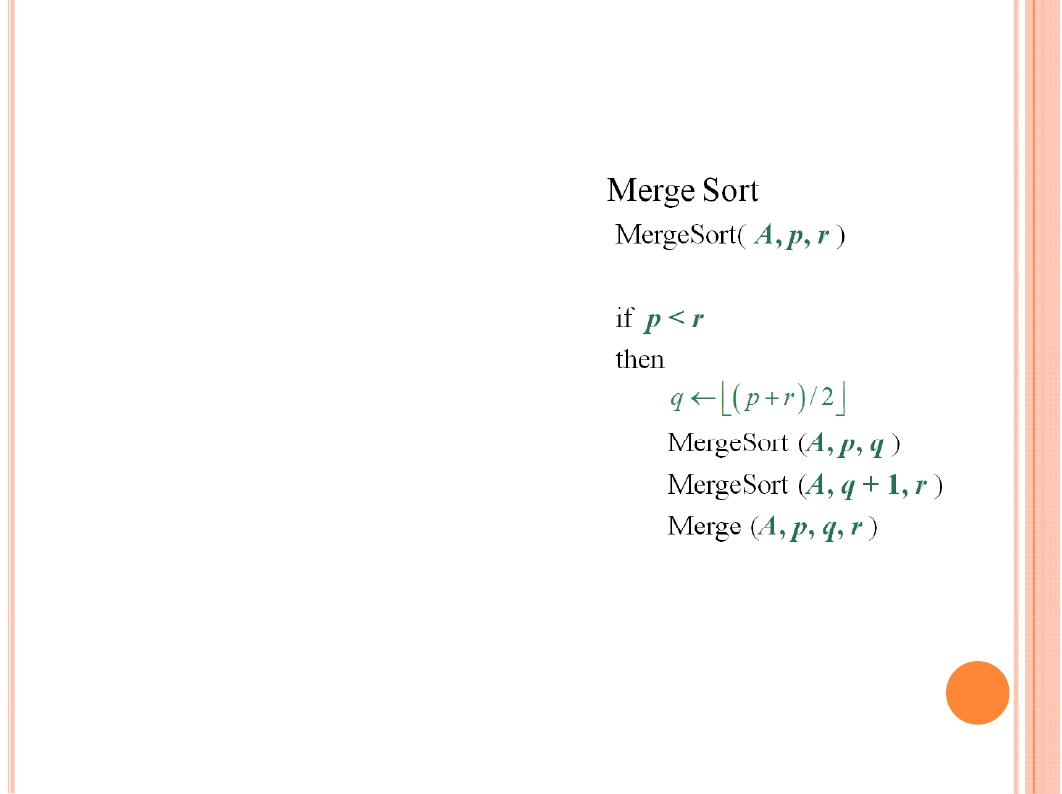 Merge Sort
MergeSort( A, p, r )
if p < r
then
q ←⌊(p + r)/2⌋
MergeSort (A, p, q )
MergeSort (A, q + 1, r )
Merge (A, p, q, r )